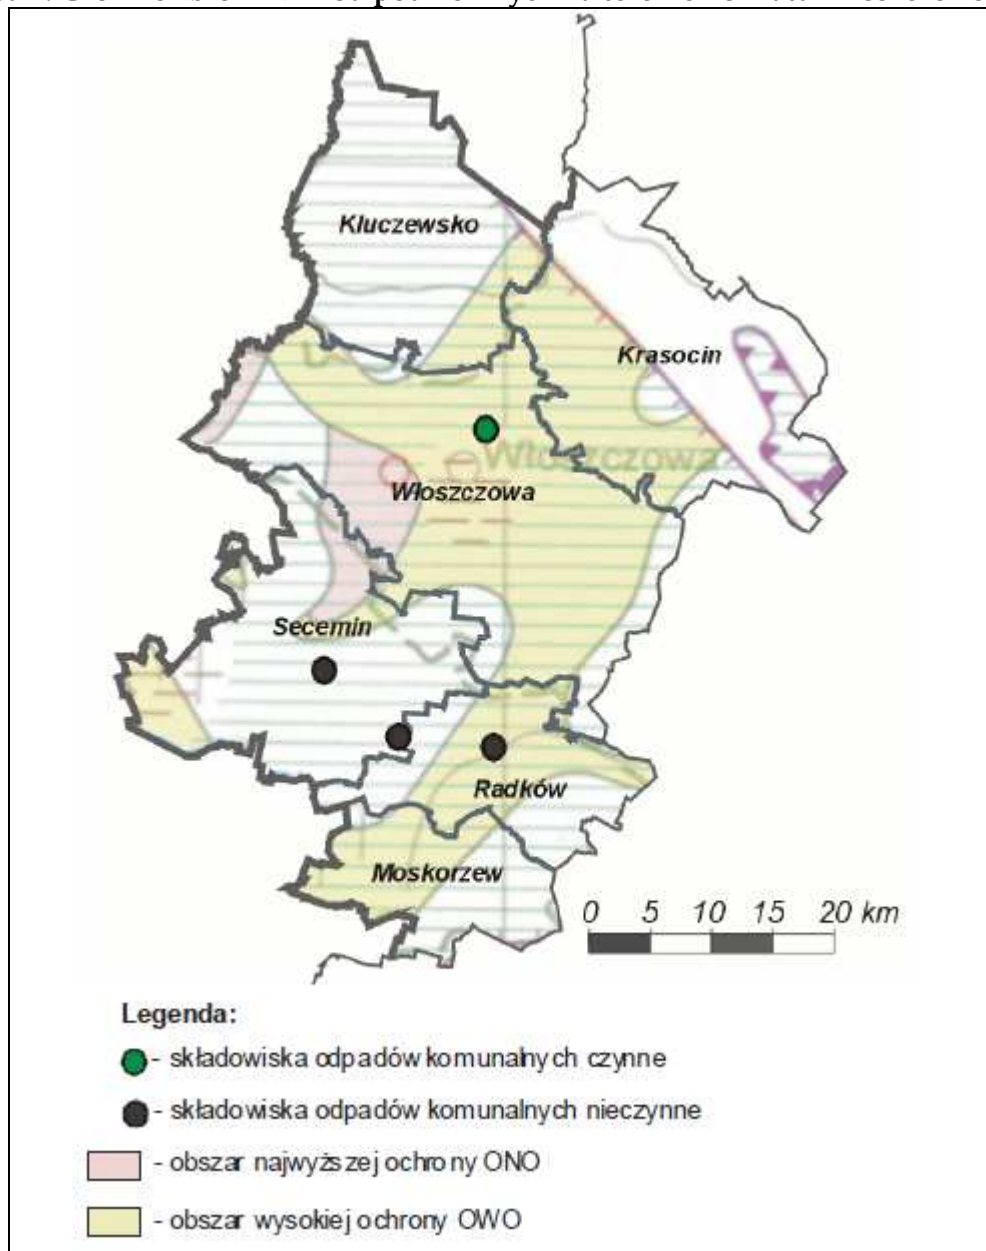 Kluczewsko
Krasocin
Włoszczowa
Włoszczowa
Secemin
Radków
Moskorzew
0 5 10 15 20 km
Legenda:
- składowiska odpadów komunalnych czynne
- składowiska odpadów komunalnych nieczynne
- obszar najwyższej ochrony ONO
- obszar wysokiej ochrony OWO